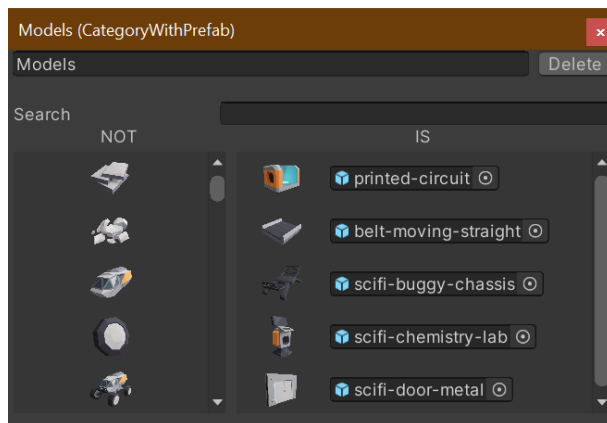 Models (CategoryWithPrefab)
x
Models
Delete
Search
NOT
IS
printed-circuit
belt-moving-straight
scifi-buggy-chassis
scifi-chemistry-lab
scifi-door-metal